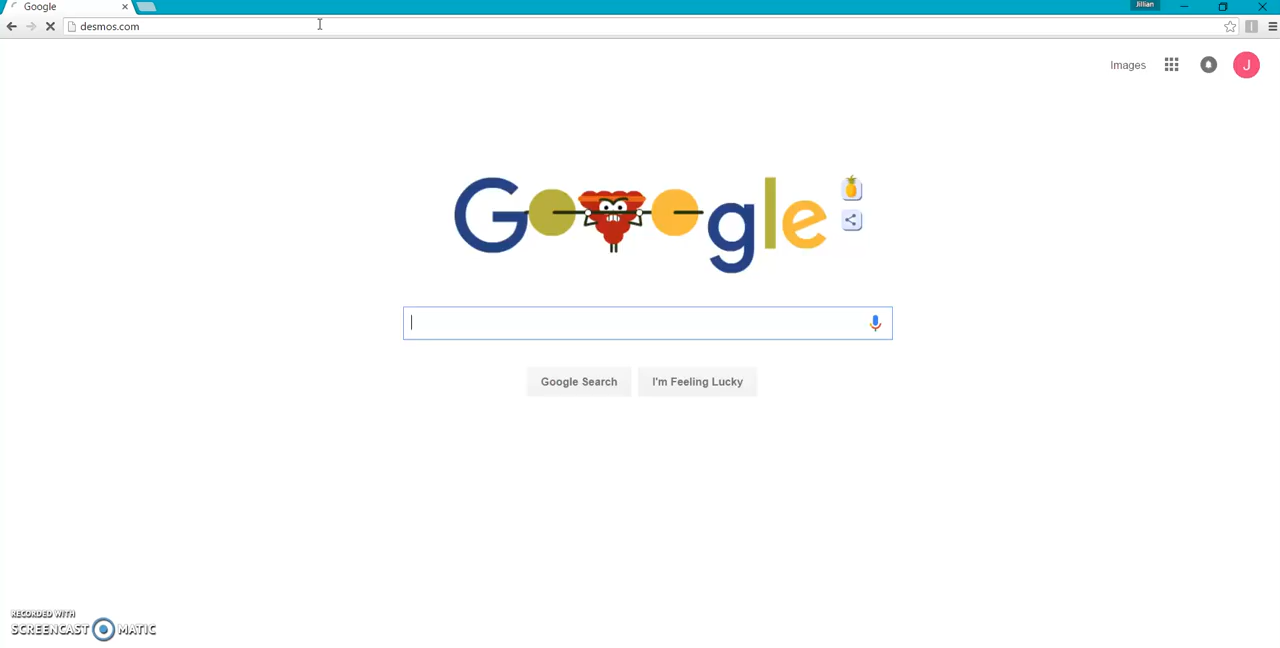 Google
Jillian
desmos.com
Images
J
Google
Google Search
I'm Feeling Lucky
RECORDED WITH
SCREENCAST MATIC